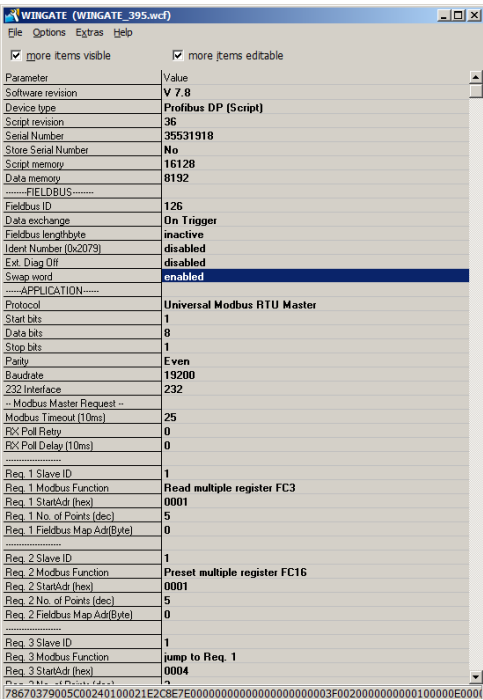 WINGATE (WINGATE_395.wcf)
File Options Extras Help
more items visible more items editable
Parameter Value
Software revision V 7.8
Device type Profibus DP (Script)
Script revision 36
Serial Number 35531918
Store Serial Number No
Script memory 16128
Data memory 8192
--------FIELDBUS--------
Fieldbus ID 126
Data exchange On Trigger
Fieldbus lengthbyte inactive
Ident Number (0x2079) disabled
Ext. Diag Off disabled
Swap word enabled
------APPLICATION------
Protocol Universal Modbus RTU Master
Start bits 1
Data bits 8
Stop bits 1
Parity Even
Baudrate 19200
232 Interface 232
-- Modbus Master Request --
Modbus Timeout (10ms) 25
RX Poll Retry 0
RX Poll Delay (10ms) 0
---------------------
Req. 1 Slave ID 1
Req. 1 Modbus Function Read multiple register FC3
Req. 1 StartAdr (hex) 0001
Req. 1 No. of Points (dec) 5
Req. 1 Fieldbus Map Adr(Byte) 0
---------------------
Req. 2 Slave ID 1
Req. 2 Modbus Function Preset multiple register FC16
Req. 2 StartAdr (hex) 0001
Req. 2 No. of Points (dec) 5
Req. 2 Fieldbus Map Adr(Byte) 0
---------------------
Req. 3 Slave ID 1
Req. 3 Modbus Function jump to Req. 1
Req. 3 StartAdr (hex) 0004